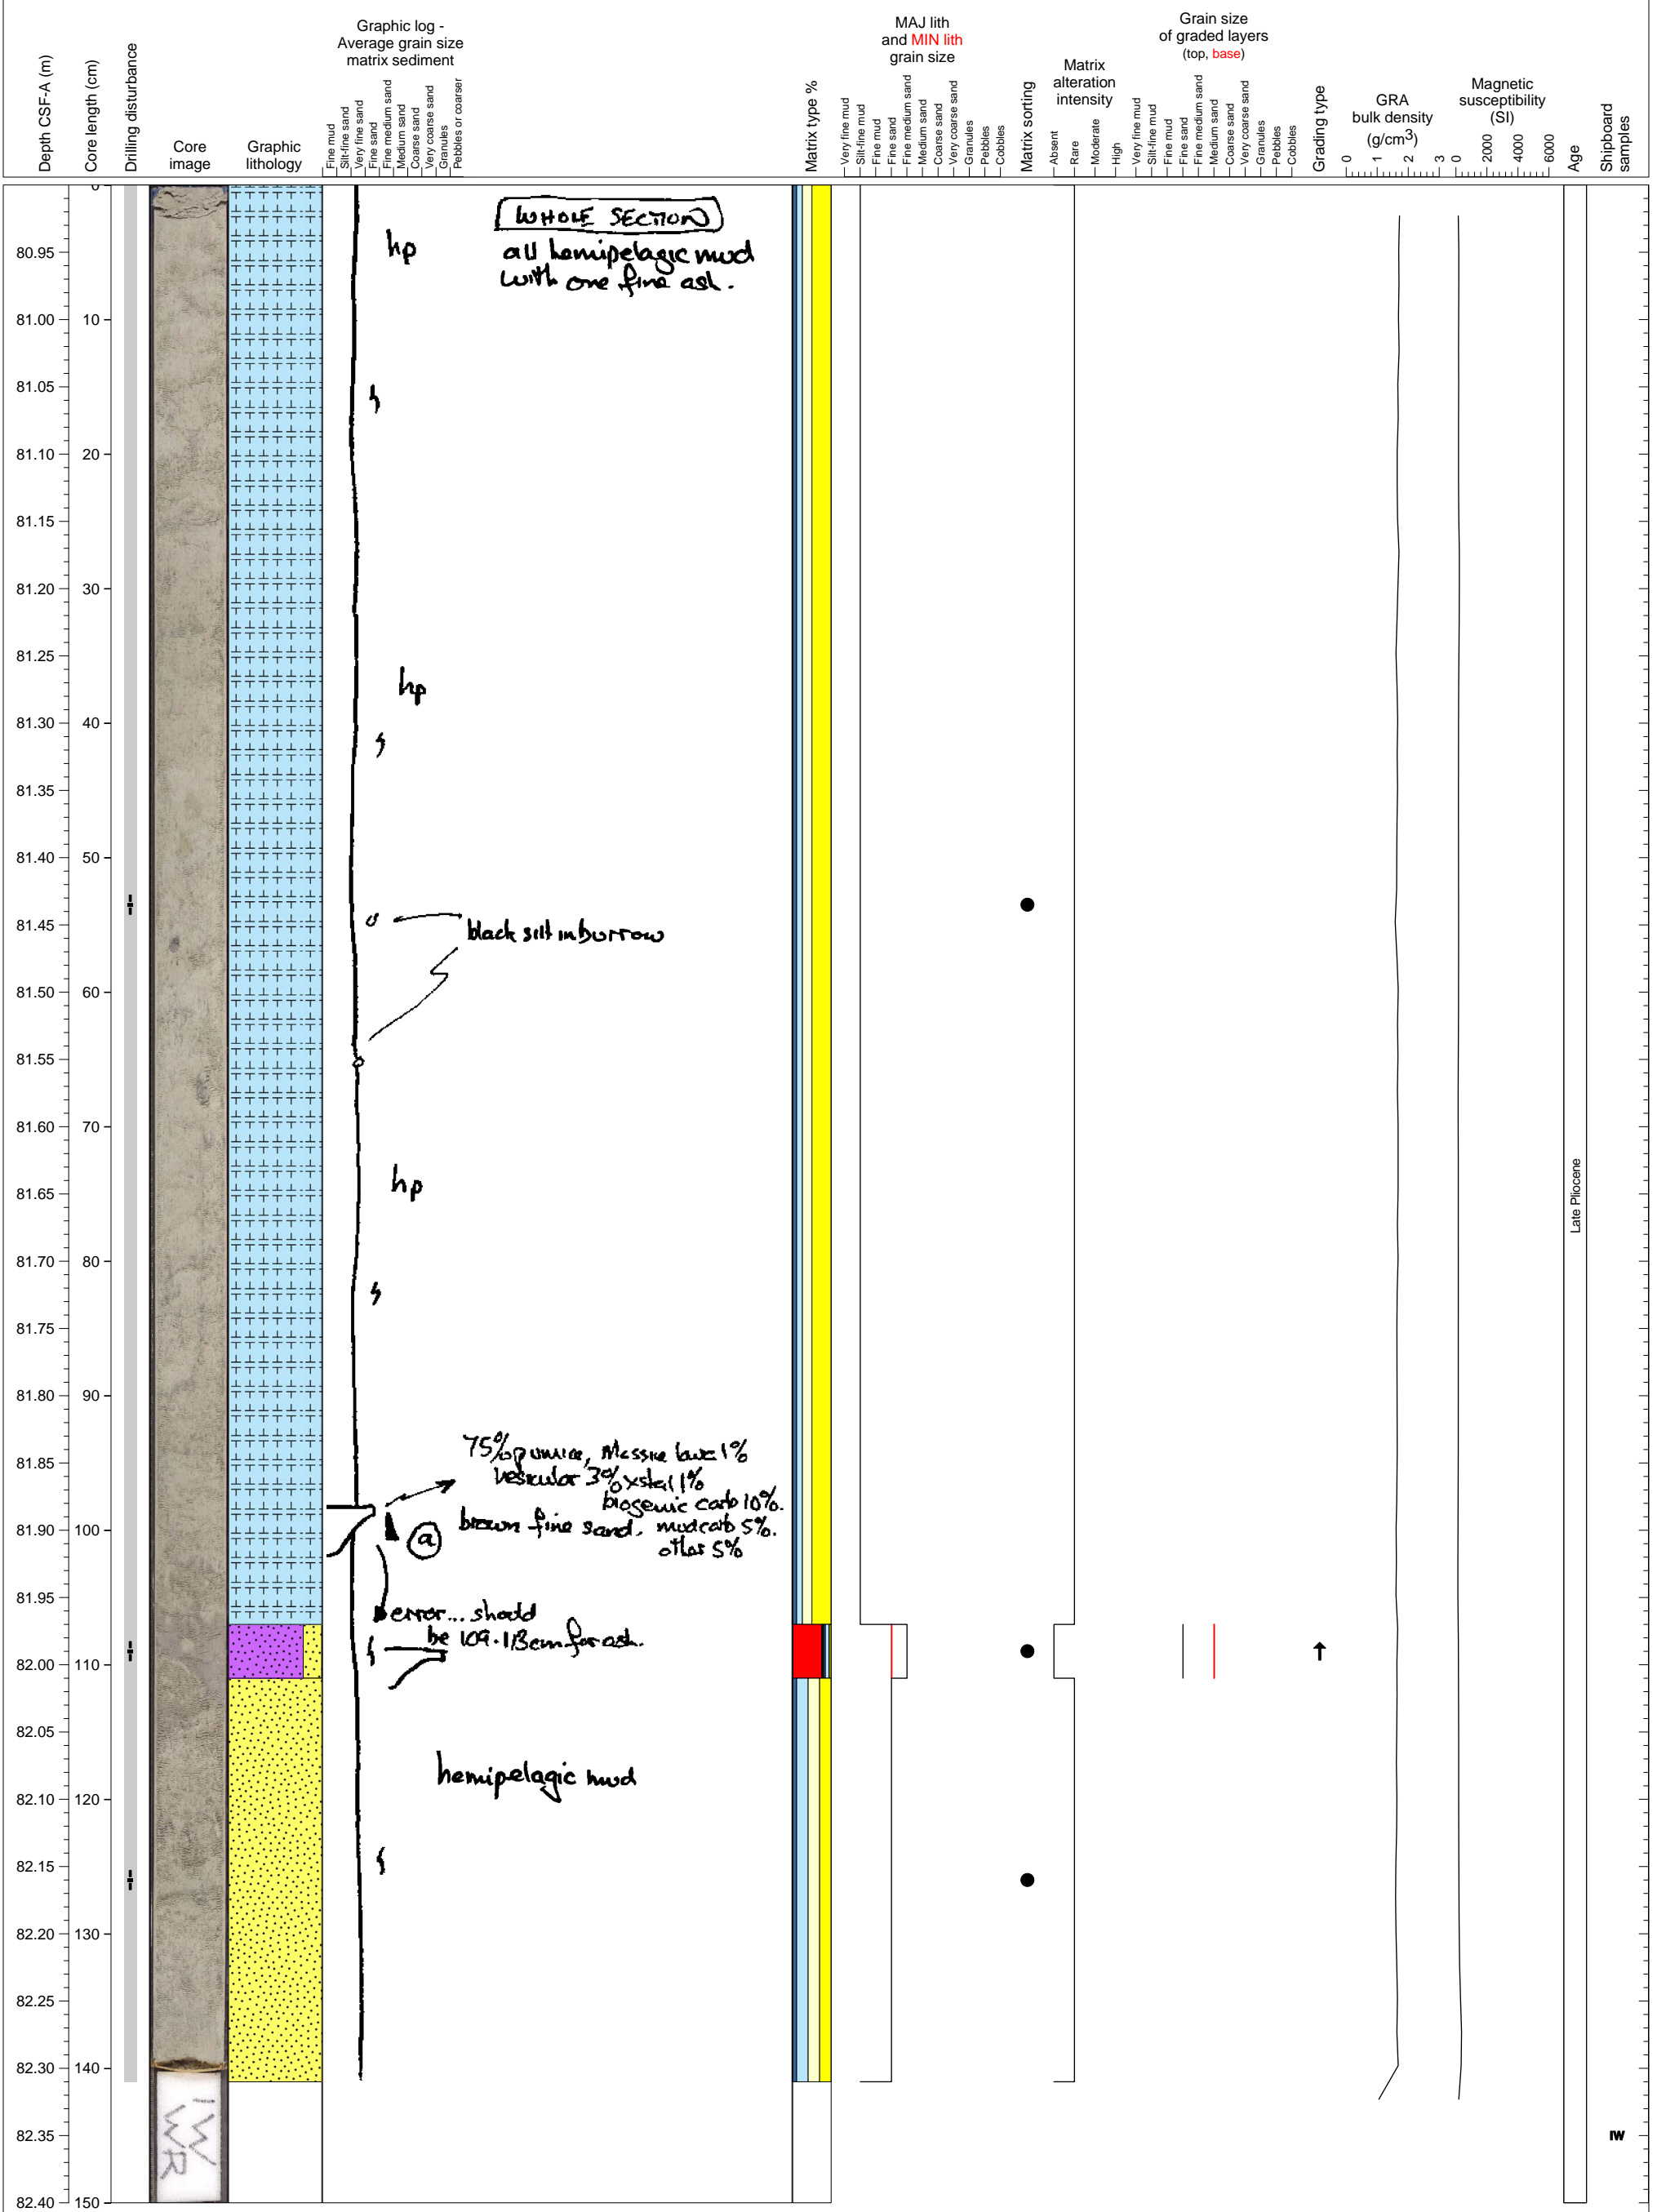 Depth CSF-A (m)
Core length (cm)
Drilling disturbance
Core
image
Graphic
lithology
Graphic log -
Average grain size
matrix sediment
Fine mud
Silt-fine sand
Very fine sand
Fine sand
Fine medium sand
Medium sand
Coarse sand
Very coarse sand
Granules
Pebbles or coarser
Matrix type %
MAJ lith
and MIN lith
grain size
Very fine mud
Silt-fine mud
Fine mud
Fine sand
Fine medium sand
Medium sand
Coarse sand
Very coarse sand
Granules
Pebbles
Cobbles
Matrix sorting
Matrix
alteration
intensity
Absent
Rare
Moderate
High
Grain size
of graded layers
(top, base)
Very fine mud
Silt-fine mud
Fine mud
Fine sand
Fine medium sand
Medium sand
Coarse sand
Very coarse sand
Granules
Pebbles
Cobbles
Grading type
GRA
bulk density
(g/cm3)
0 1 2 3
Magnetic
susceptibility
(SI)
0 2000 4000 6000
Age
Shipboard
samples
0
WHOLE SECTION
hp
all hemipelagic mud
80.95
with one fine ash.
81.00 10
81.05
81.10 20
81.15
81.20 30
81.25
hp
81.30 40
81.35
81.40 50
81.45
black silt in burrow
81.50 60
81.55
81.60 70
81.65
hp
Late Pliocene
81.70 80
81.75
81.80 90
75% pumice, Massive lava 1%
81.85
vesicular 3% xstal 1%
biogenic carb 10%.
81.90 100
a
brown fine sand. mudcarb 5%.
other 5%
81.95
error... should
be 109-113cm for ash.
82.00 110
82.05
hemipelagic mud
82.10 120
82.15
82.20 130
82.25
82.30 140
IW
WR
82.35
IW
82.40 150